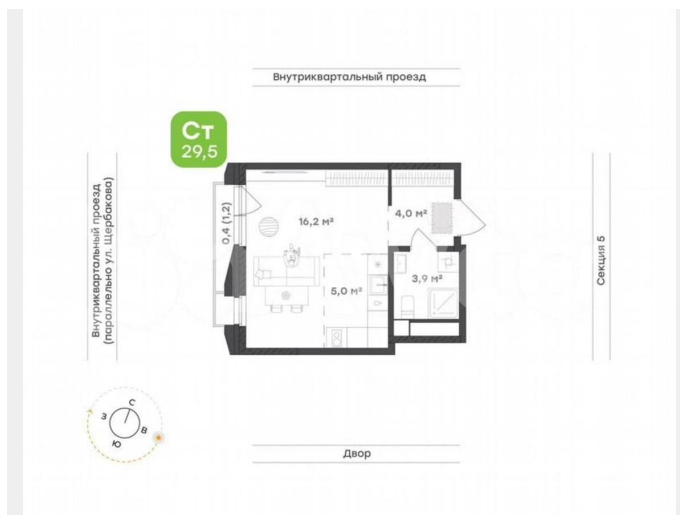 Внутриквартальный проезд
Ст
29,5
Внутриквартальный проезд
(параллельно ул. Щербакова)
0,4 (1,2)
16,2 м²
4,0 м²
3,9 м²
5,0 м²
Секция 5
С
З
В
Ю
Двор